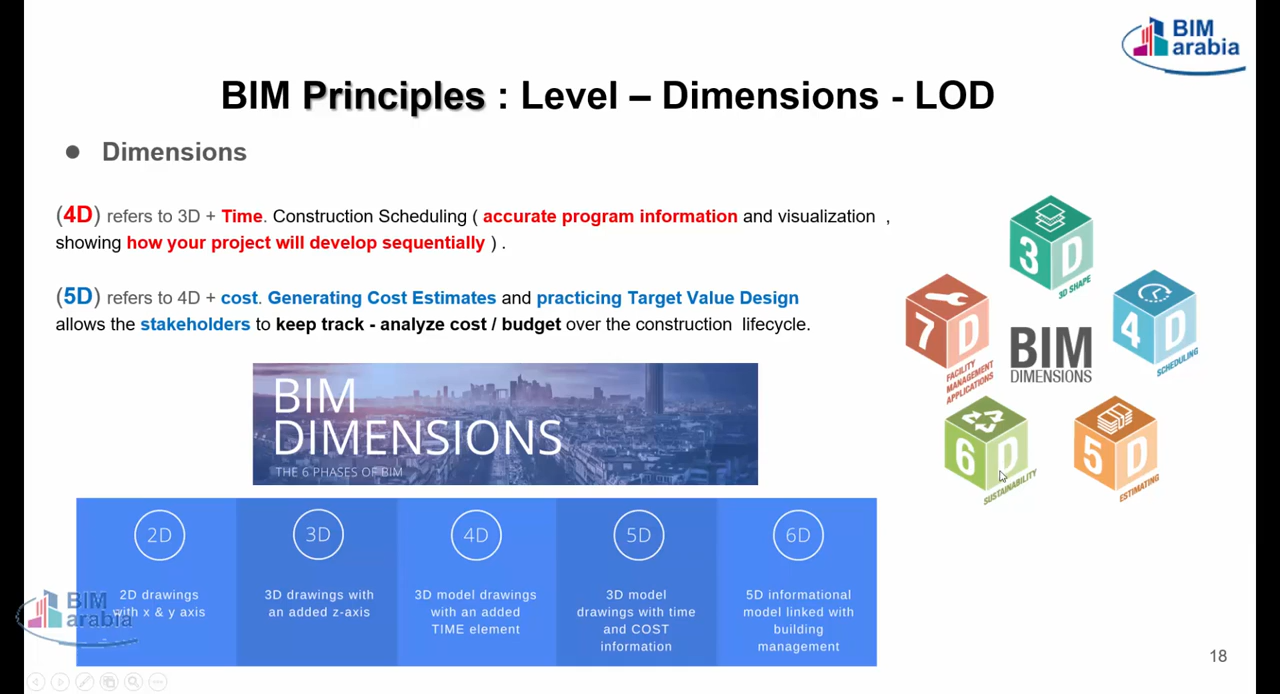 BIM
arabia
BIM Principles : Level – Dimensions - LOD
● Dimensions
(4D) refers to 3D + Time. Construction Scheduling ( accurate program information and visualization ,
showing how your project will develop sequentially ) .
(5D) refers to 4D + cost. Generating Cost Estimates and practicing Target Value Design
allows the stakeholders to keep track - analyze cost / budget over the construction lifecycle.
3D
3D SHAPE
7D
FACILITY
MANAGEMENT
APPLICATIONS
4D
SCHEDULING
BIM
DIMENSIONS
6D
SUSTAINABILITY
5D
ESTIMATING
BIM
DIMENSIONS
THE 6 PHASES OF BIM
2D
2D drawings
with x & y axis
3D
3D drawings with
an added z-axis
4D
3D model drawings
with an added
TIME element
5D
3D model
drawings with time
and COST
information
6D
5D informational
model linked with
building
management
BIM
arabia
18